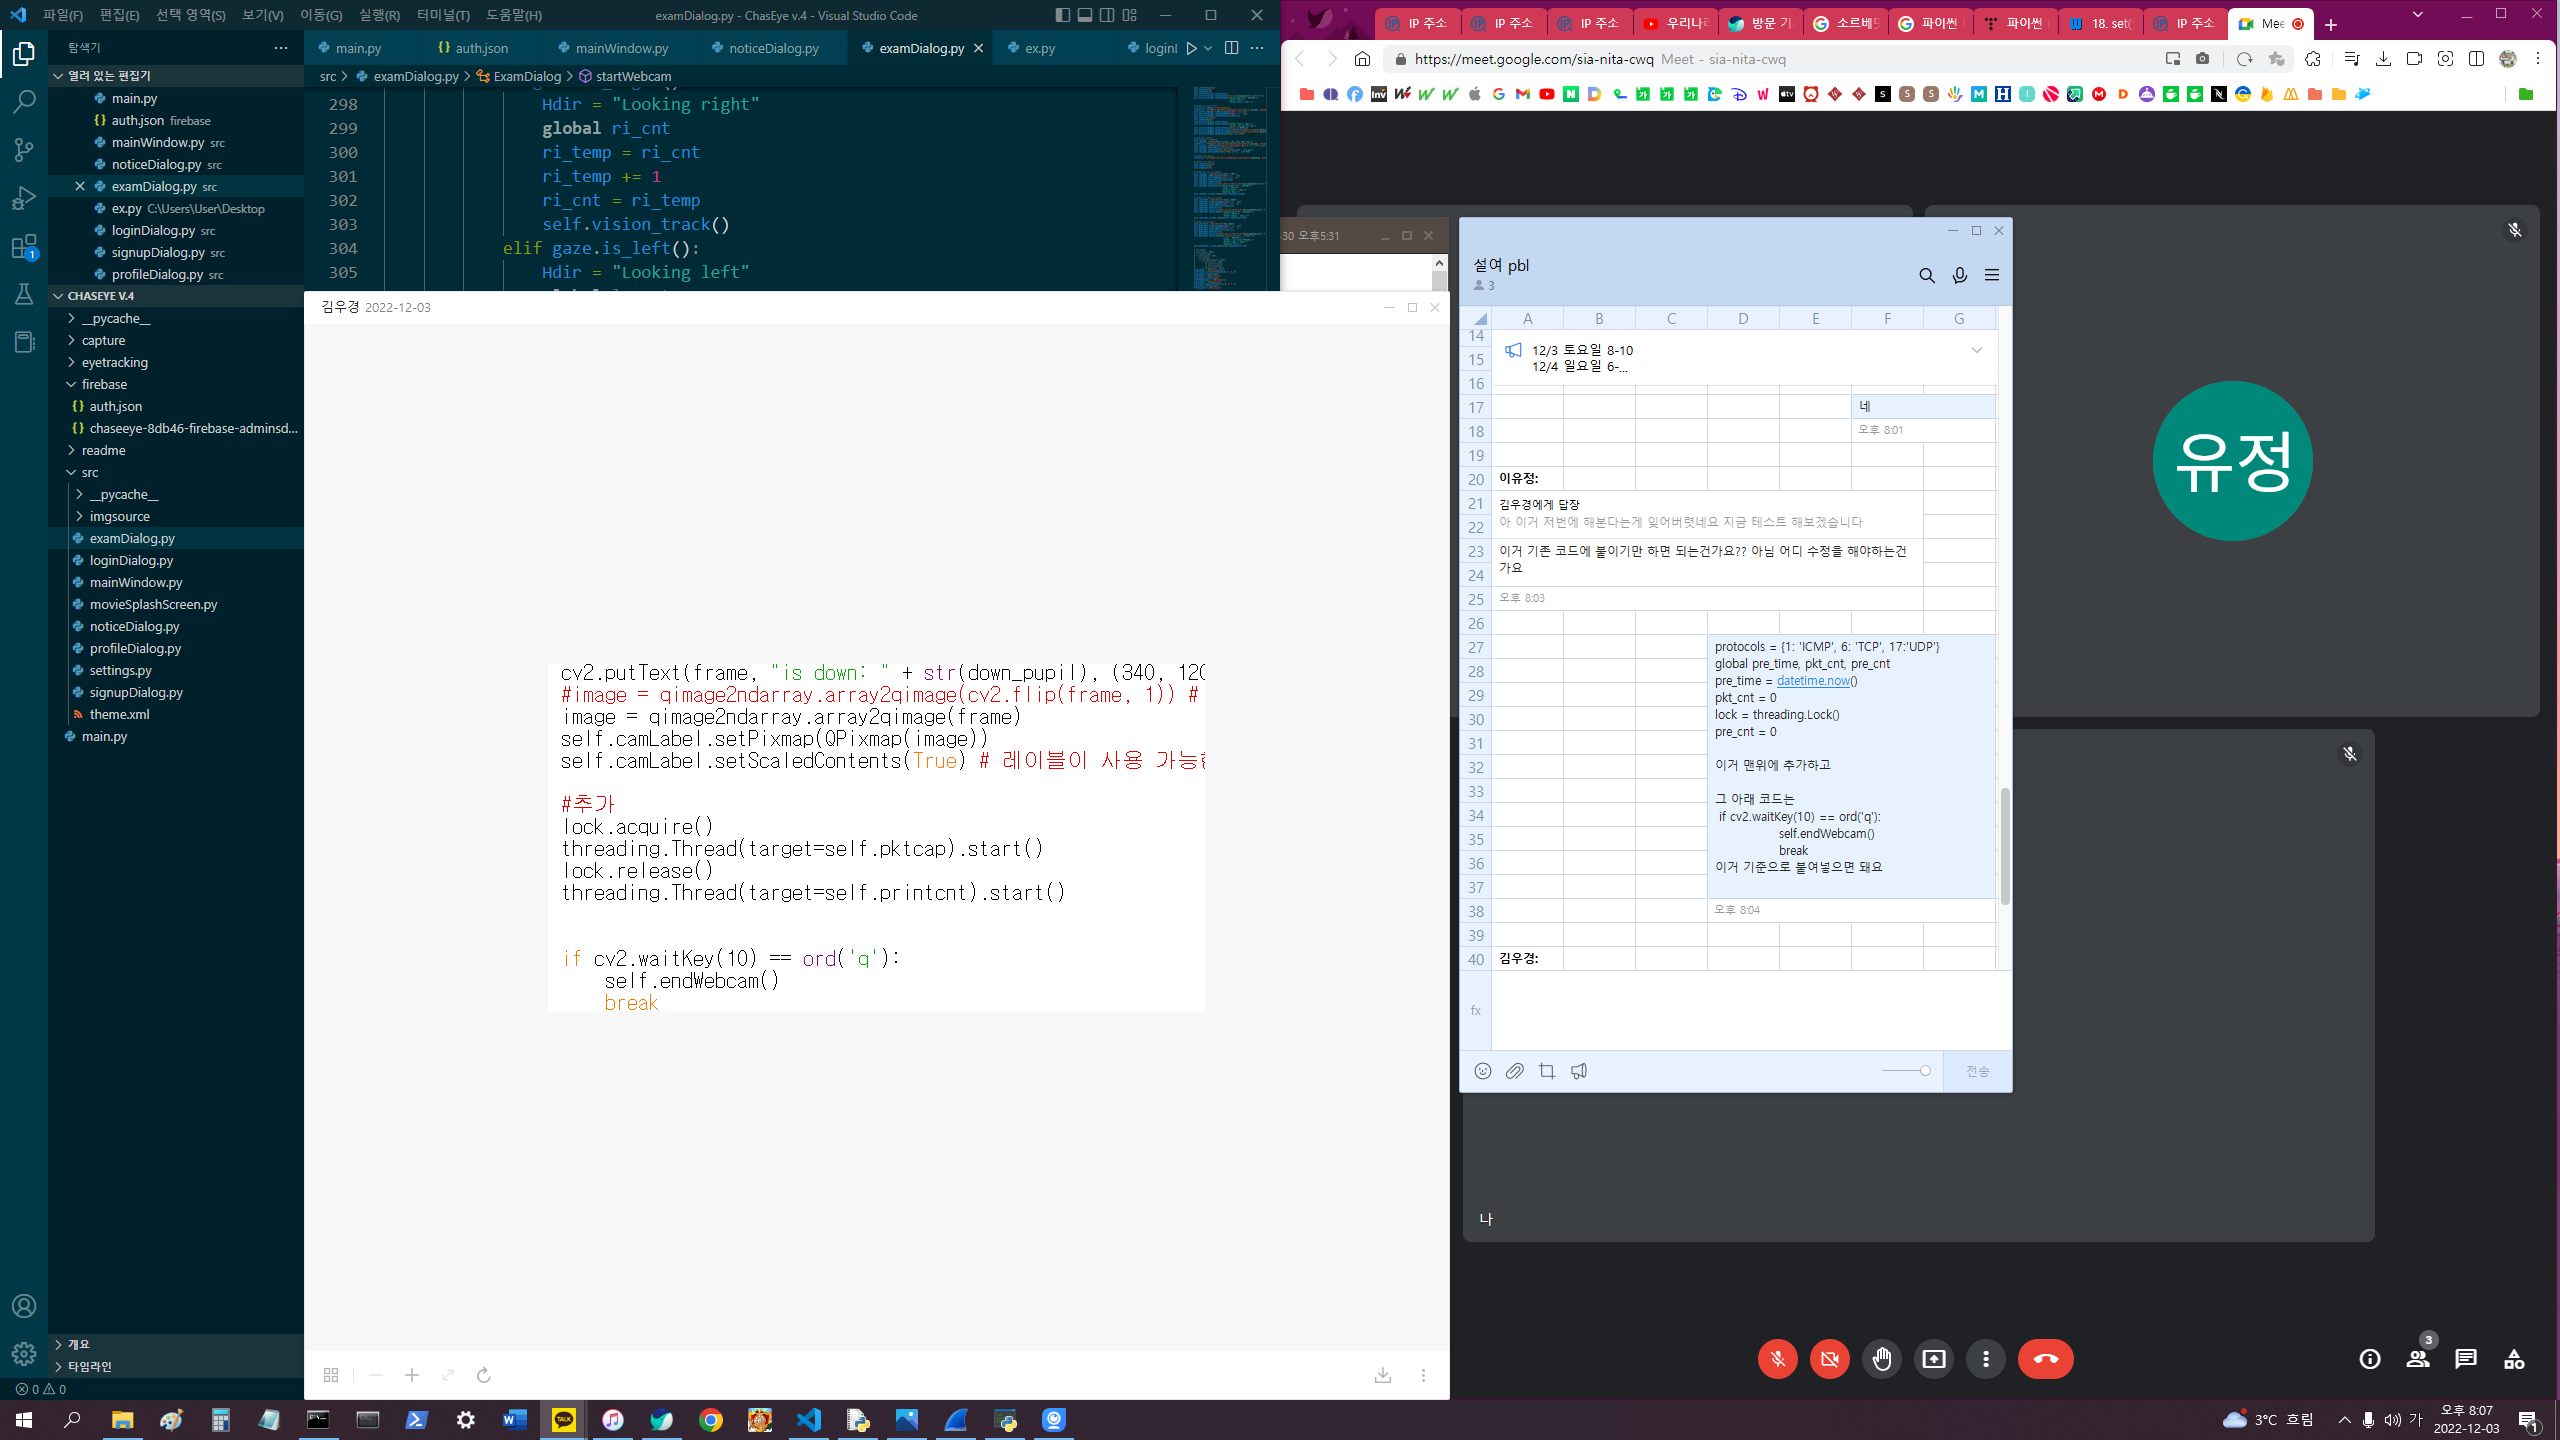 파일(F) 편집(E) 선택 영역(S) 보기(V) 이동(G) 실행(R) 터미널(T) 도움말(H)
examDialog.py - ChasEye v.4 - Visual Studio Code
탐색기
열려 있는 편집기
main.py
auth.json firebase
mainWindow.py src
noticeDialog.py src
examDialog.py src
ex.py C:\Users\User\Desktop
loginDialog.py src
signupDialog.py src
profileDialog.py src
CHASEYE V.4
__pycache__
capture
eyetracking
firebase
auth.json
chaseeye-8db46-firebase-adminsd...
readme
src
__pycache__
imgsource
examDialog.py
loginDialog.py
mainWindow.py
movieSplashScreen.py
noticeDialog.py
profileDialog.py
settings.py
signupDialog.py
theme.xml
main.py
개요
타임라인
0 0
main.py auth.json mainWindow.py noticeDialog.py examDialog.py ex.py loginI
src > examDialog.py > ExamDialog > startWebcam
298 Hdir = "Looking right"
299 global ri_cnt
300 ri_temp = ri_cnt
301 ri_temp += 1
302 ri_cnt = ri_temp
303 self.vision_track()
304 elif gaze.is_left():
305 Hdir = "Looking left"
김우경 2022-12-03
cv2.putText(frame, "is down: " + str(down_pupil), (340, 120
#image = qimage2ndarray.array2qimage(cv2.flip(frame, 1)) #
image = qimage2ndarray.array2qimage(frame)
self.camLabel.setPixmap(QPixmap(image))
self.camLabel.setScaledContents(True) # 레이블이 사용 가능한
#추가
lock.acquire()
threading.Thread(target=self.pktcap).start()
lock.release()
threading.Thread(target=self.printcnt).start()
if cv2.waitKey(10) == ord('q'):
self.endWebcam()
break
IP 주소 IP 주소 IP 주소 우리나라 방문 기 소르베 파이썬 파이썬 18. set( IP 주소 Mee
https://meet.google.com/sia-nita-cwq Meet - sia-nita-cwq
-30 오후5:31
설여 pbl
3
A B C D E F G
14
15
16
12/3 토요일 8-10
12/4 일요일 6-...
17 네
18 오후 8:01
19
20 이유정:
21 김우경에게 답장
22 아 이거 저번에 해본다는게 잊어버렷네요 지금 테스트 해보겠습니다
23 이거 기존 코드에 붙이기만 하면 되는건가요?? 아님 어디 수정을 해야하는건
24 가요
25 오후 8:03
26
27
28
29
30
31
32
33
34
35
36
37
protocols = {1: 'ICMP', 6: 'TCP', 17:'UDP'}
global pre_time, pkt_cnt, pre_cnt
pre_time = datetime.now()
pkt_cnt = 0
lock = threading.Lock()
pre_cnt = 0
이거 맨위에 추가하고
그 아래 코드는
if cv2.waitKey(10) == ord('q'):
self.endWebcam()
break
이거 기준으로 붙여넣으면 돼요
38 오후 8:04
39
40 김우경:
fx
전송
유정
나
3
3°C 흐림
가
오후 8:07
2022-12-03
1